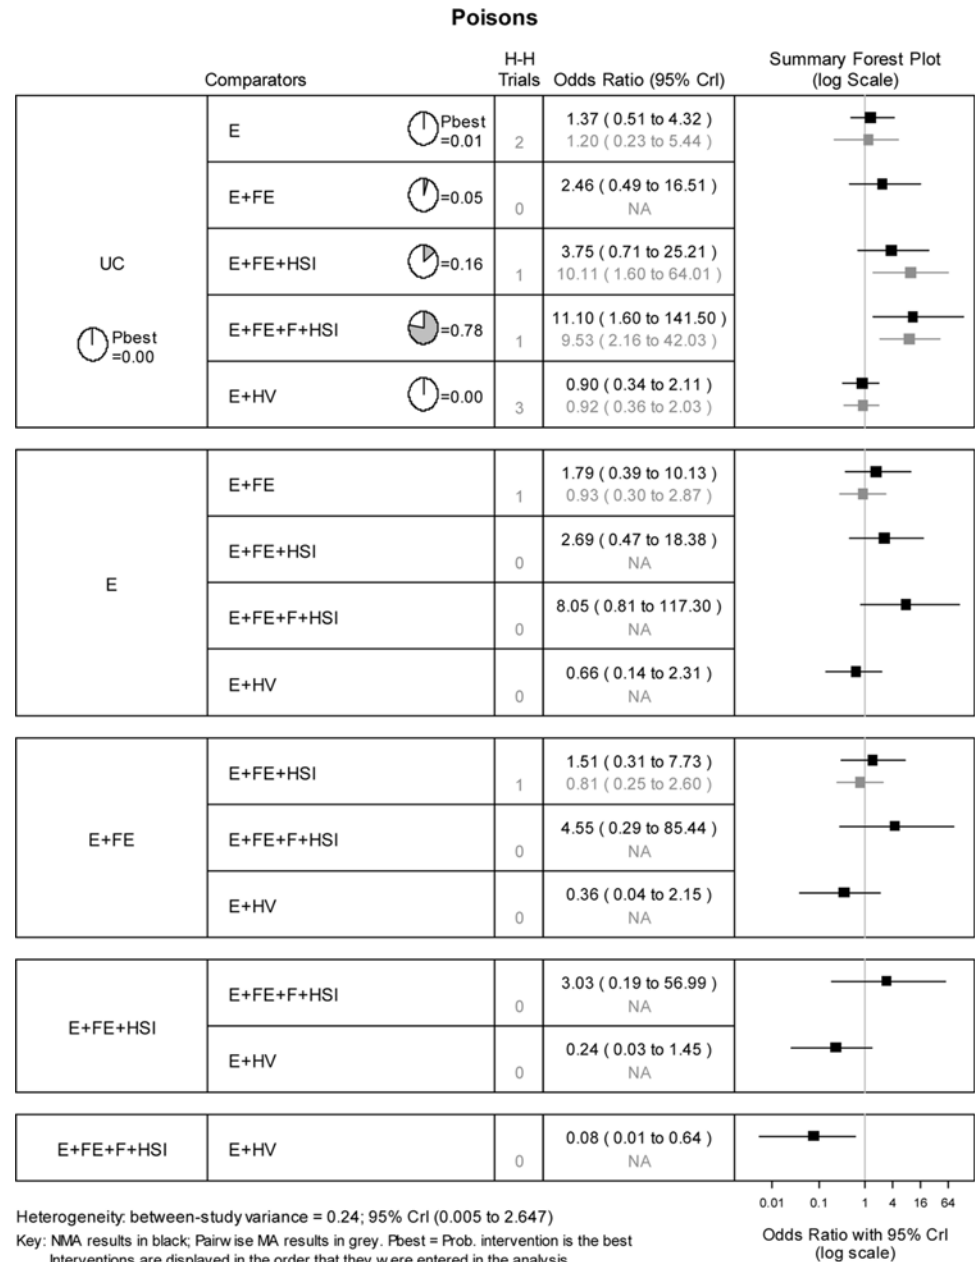 Poisons
Comparators H-H Trials Odds Ratio (95% CrI) Summary Forest Plot (log Scale)
UC
Pbest =0.00
E Pbest =0.01 2 1.37 ( 0.51 to 4.32 )
1.20 ( 0.23 to 5.44 )
E+FE =0.05 0 2.46 ( 0.49 to 16.51 )
NA
E+FE+HSI =0.16 1 3.75 ( 0.71 to 25.21 )
10.11 ( 1.60 to 64.01 )
E+FE+F+HSI =0.78 1 11.10 ( 1.60 to 141.50 )
9.53 ( 2.16 to 42.03 )
E+HV =0.00 3 0.90 ( 0.34 to 2.11 )
0.92 ( 0.36 to 2.03 )
E
E+FE 1 1.79 ( 0.39 to 10.13 )
0.93 ( 0.30 to 2.87 )
E+FE+HSI 0 2.69 ( 0.47 to 18.38 )
NA
E+FE+F+HSI 0 8.05 ( 0.81 to 117.30 )
NA
E+HV 0 0.66 ( 0.14 to 2.31 )
NA
E+FE
E+FE+HSI 1 1.51 ( 0.31 to 7.73 )
0.81 ( 0.25 to 2.60 )
E+FE+F+HSI 0 4.55 ( 0.29 to 85.44 )
NA
E+HV 0 0.36 ( 0.04 to 2.15 )
NA
E+FE+HSI
E+FE+F+HSI 0 3.03 ( 0.19 to 56.99 )
NA
E+HV 0 0.24 ( 0.03 to 1.45 )
NA
E+FE+F+HSI
E+HV 0 0.08 ( 0.01 to 0.64 )
NA
0.01 0.1 1 4 16 64
Odds Ratio with 95% CrI
(log scale)
Heterogeneity: between-study variance = 0.24; 95% CrI (0.005 to 2.647)
Key: NMA results in black; Pairwise MA results in grey. Pbest = Prob. intervention is the best
Interventions are displayed in the order that they were entered in the analysis